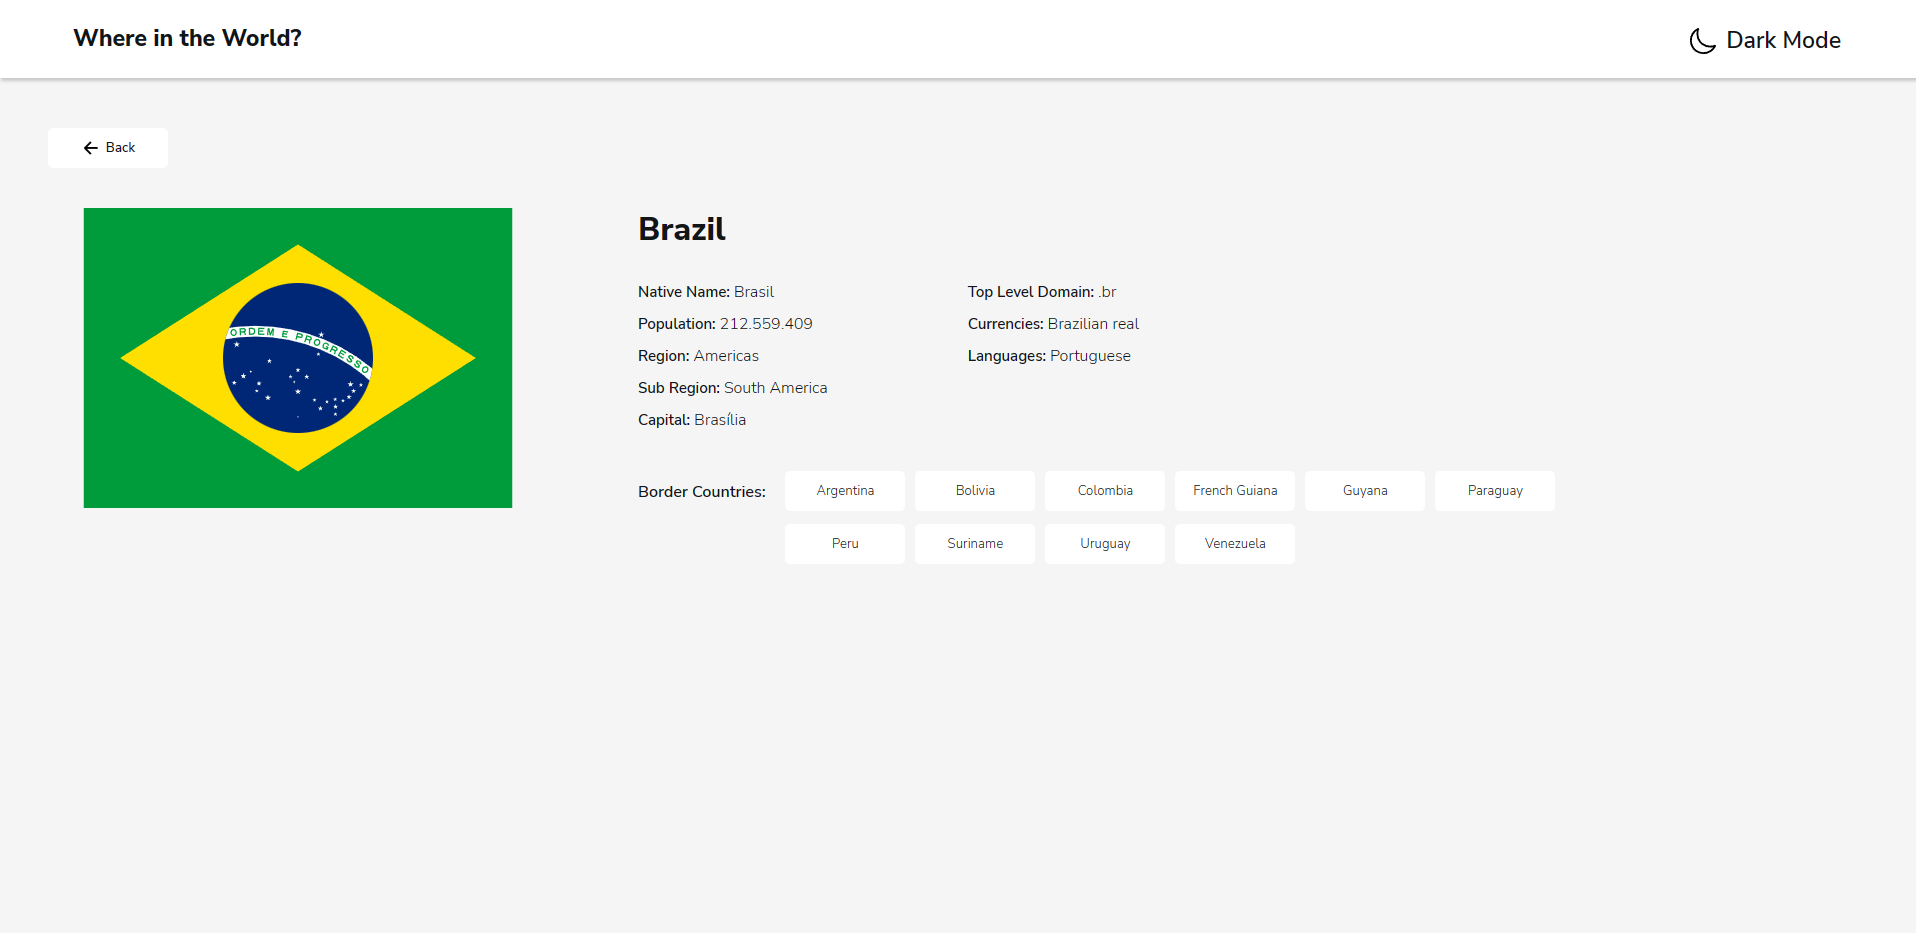 Where in the World?
Dark Mode
Back
ORDEM E PROGRESSO
Brazil
Native Name: Brasil
Population: 212.559.409
Region: Americas
Sub Region: South America
Capital: Brasília
Top Level Domain: .br
Currencies: Brazilian real
Languages: Portuguese
Border Countries:
Argentina
Bolivia
Colombia
French Guiana
Guyana
Paraguay
Peru
Suriname
Uruguay
Venezuela